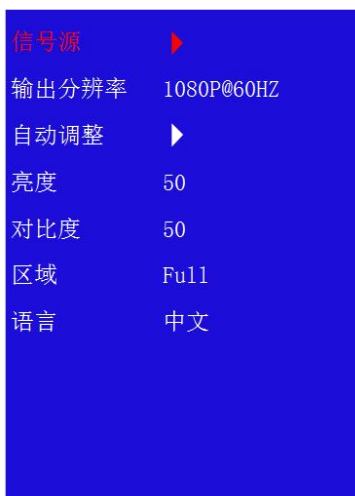 信号源
输出分辨率 1080P@60HZ
自动调整
亮度 50
对比度 50
区域 Full
语言 中文